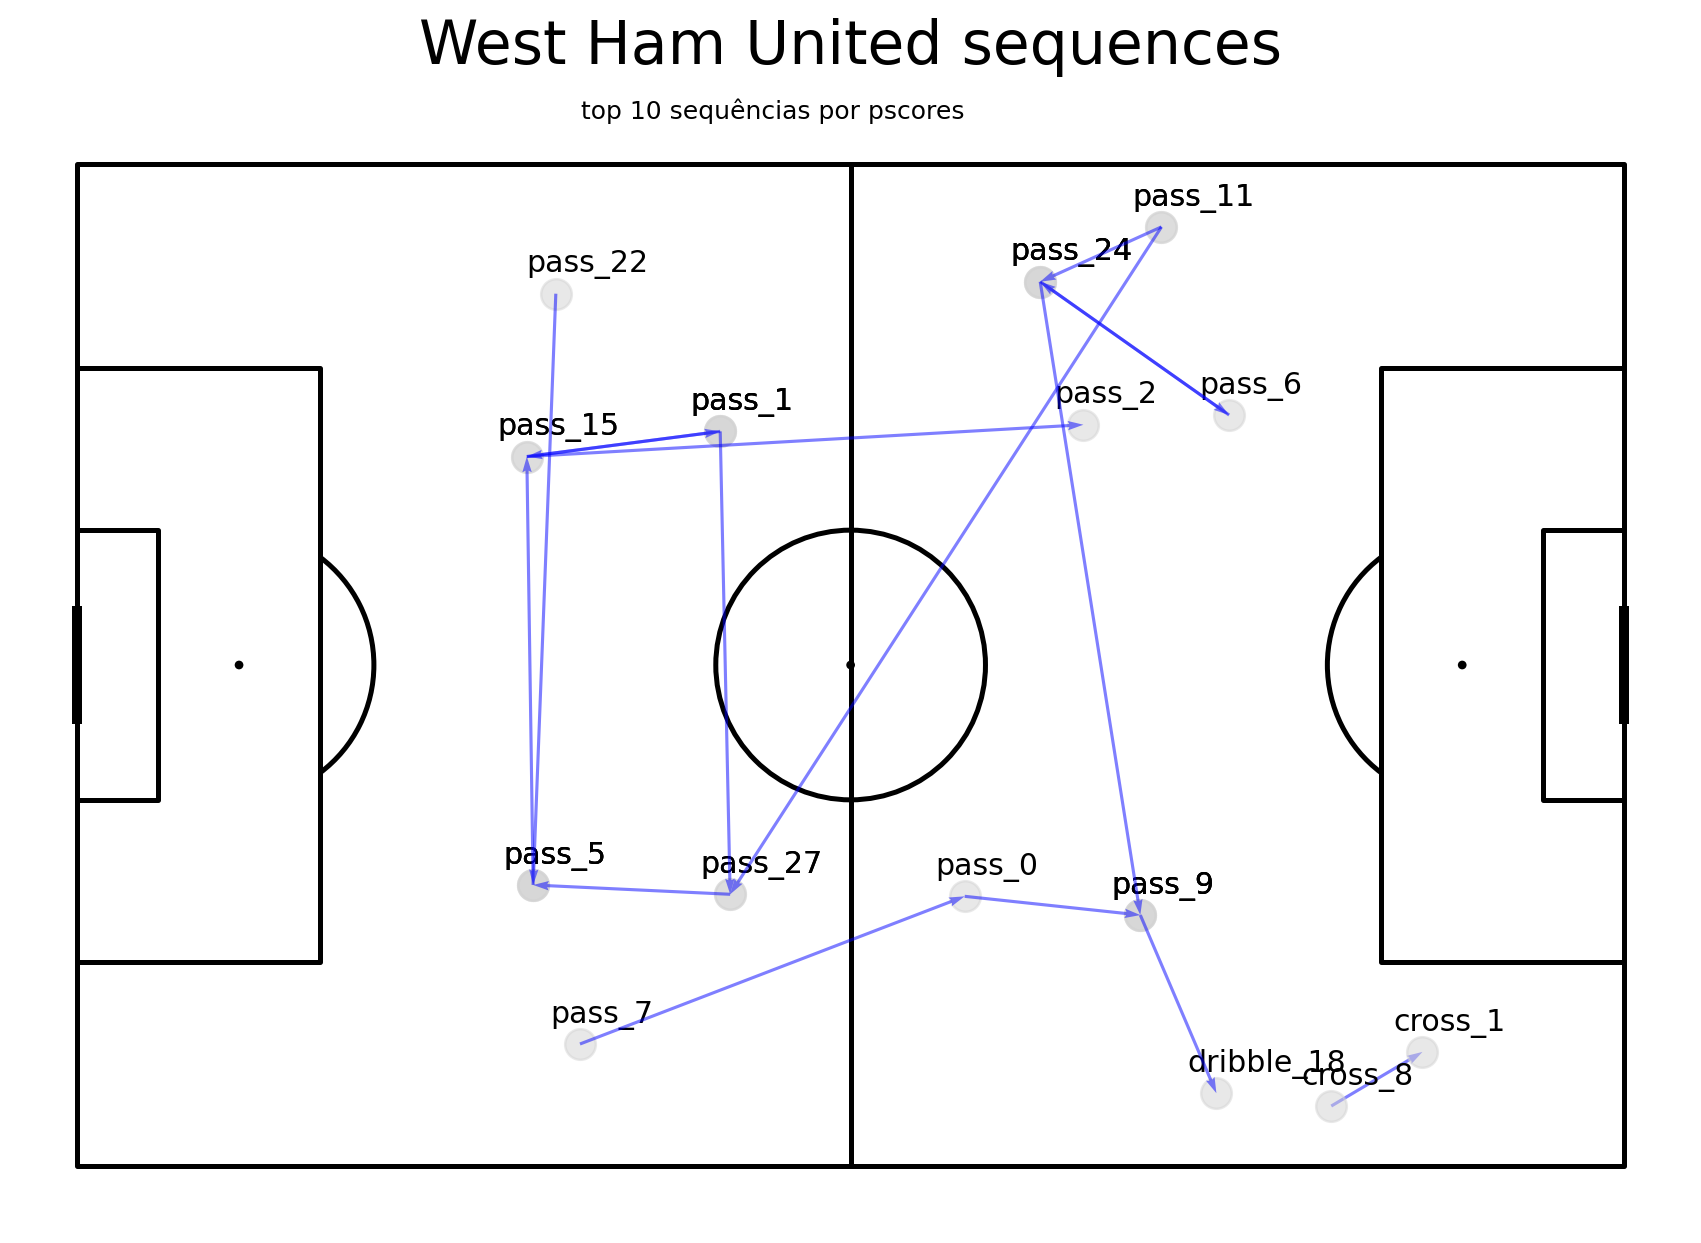 West Ham United sequences
top 10 sequências por pscores
pass_11
pass_24
pass_22
pass_6
pass_2
pass_1
pass_15
pass_5
pass_27
pass_0
pass_9
pass_7
cross_1
dribble_18
cross_8